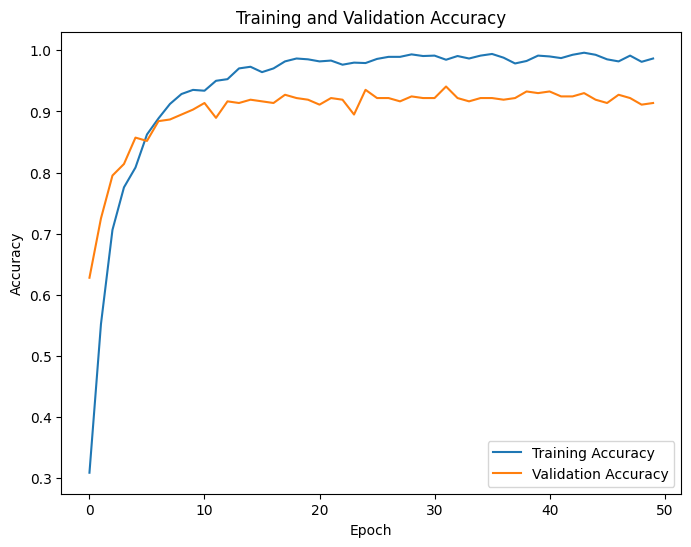 Training and Validation Accuracy
1.0
0.9
0.8
0.7
0.6
0.5
0.4
0.3
Accuracy
Training Accuracy
Validation Accuracy
0 10 20 30 40 50
Epoch